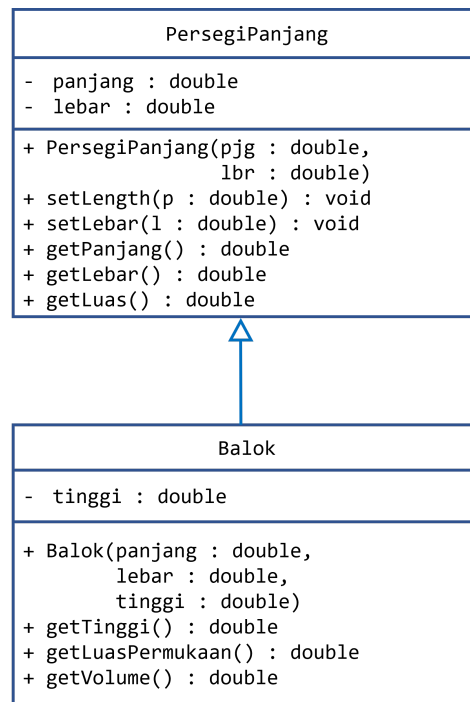 PersegiPanjang
- panjang : double
- lebar : double
+ PersegiPanjang(pjg : double,
lbr : double)
+ setLength(p : double) : void
+ setLebar(l : double) : void
+ getPanjang() : double
+ getLebar() : double
+ getLuas() : double
Balok
- tinggi : double
+ Balok(panjang : double,
lebar : double,
tinggi : double)
+ getTinggi() : double
+ getLuasPermukaan() : double
+ getVolume() : double